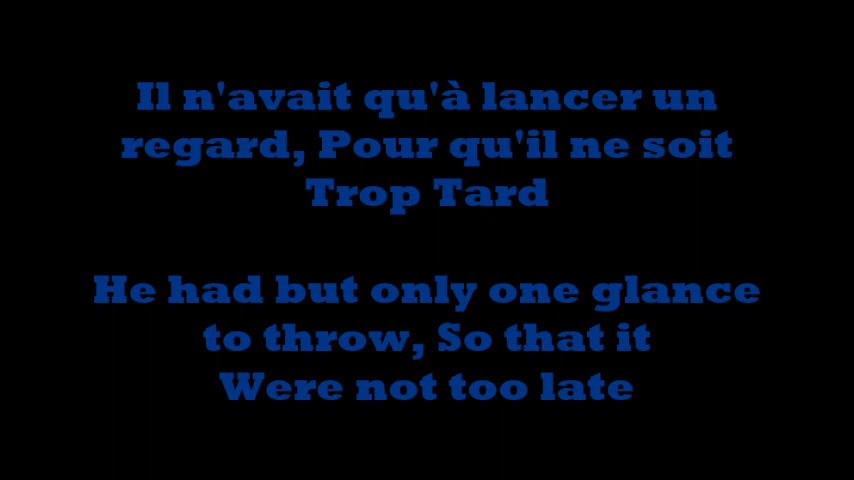 Il n'avait qu'à lancer un
regard, Pour qu'il ne soit
Trop Tard
He had but only one glance
to throw, So that it
Were not too late